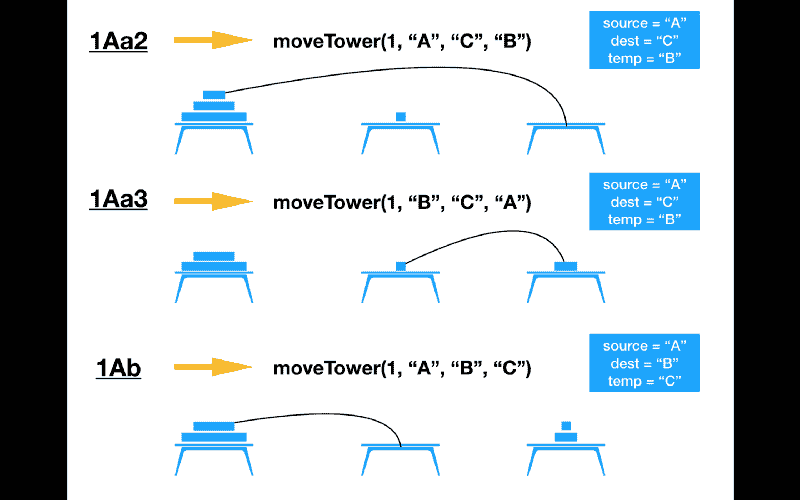 1Aa2
moveTower(1, “A”, “C”, “B”)
source = “A”
dest = “C”
temp = “B”
1Aa3
moveTower(1, “B”, “C”, “A”)
source = “A”
dest = “C”
temp = “B”
1Ab
moveTower(1, “A”, “B”, “C”)
source = “A”
dest = “B”
temp = “C”